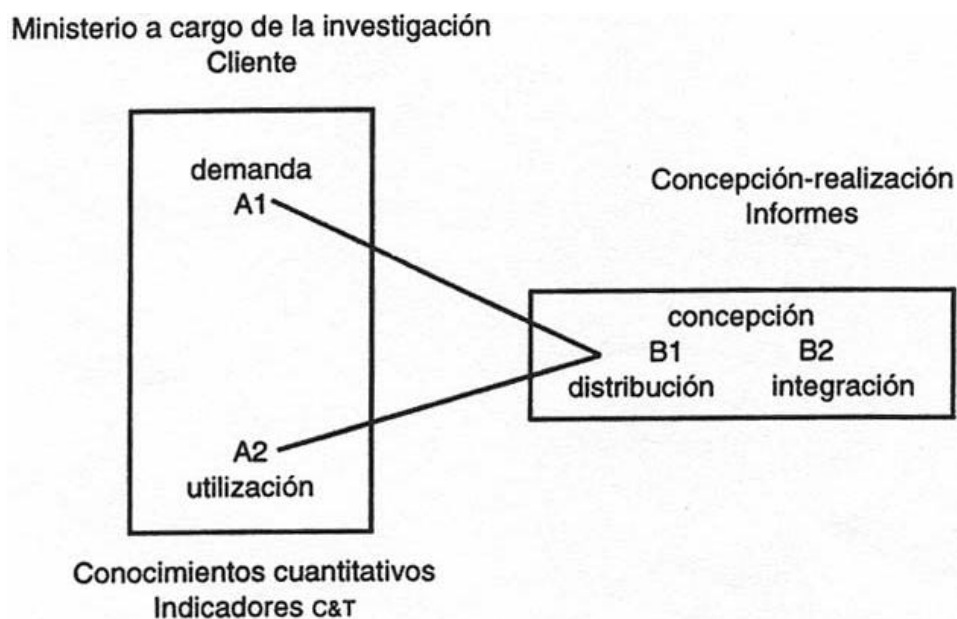 Ministerio a cargo de la investigación
Cliente
demanda
A1
A2
utilización
Conocimientos cuantitativos
Indicadores C&T
Concepción-realización
Informes
concepción
B1 B2
distribución integración